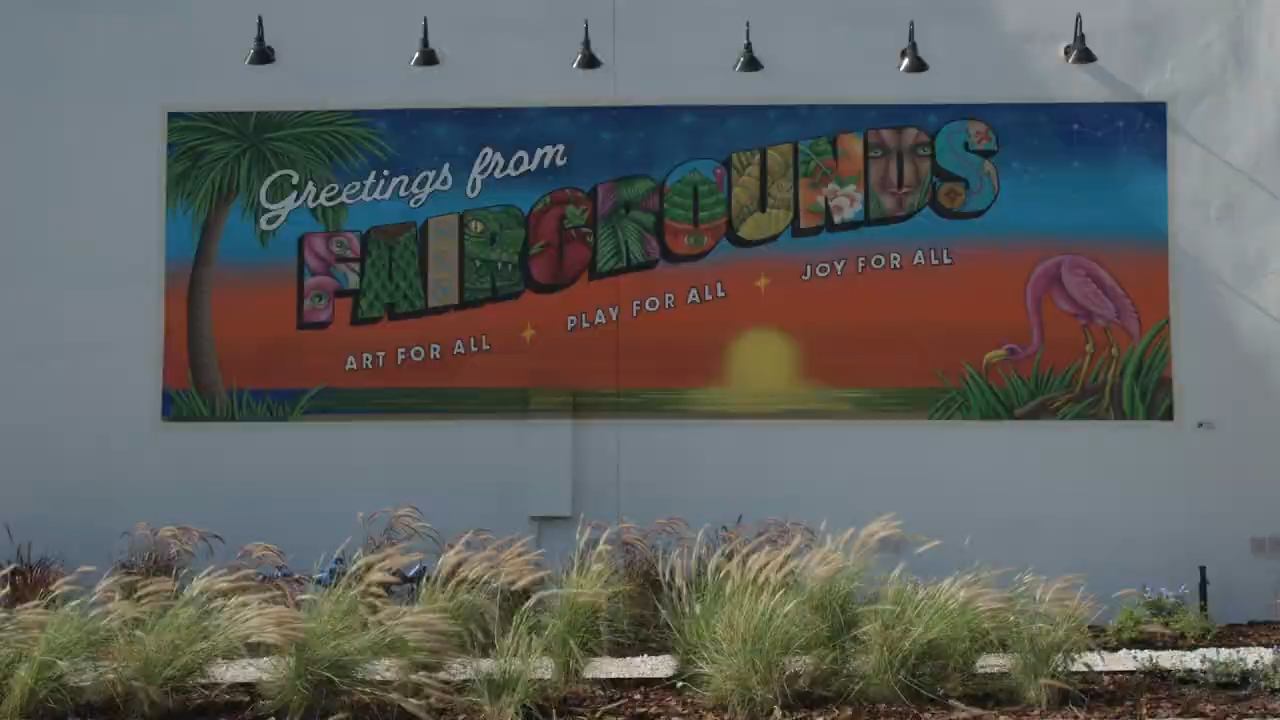 Greetings from
FAIRGROUNDS
ART FOR ALL
PLAY FOR ALL
JOY FOR ALL